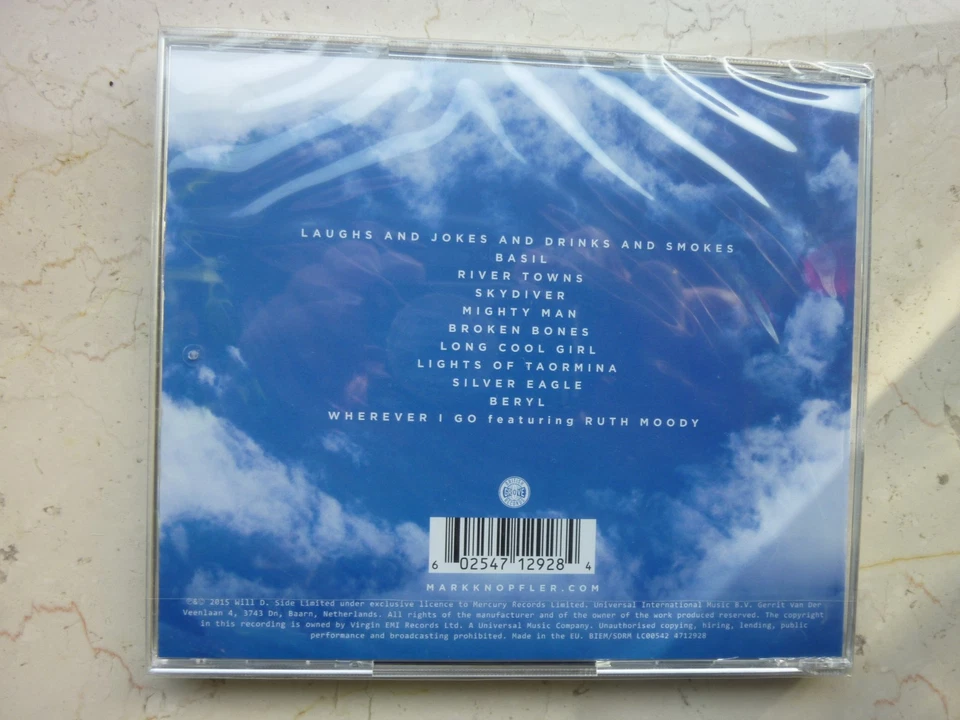 LAUGHS AND JOKES AND DRINKS AND SMOKES
BASIL
RIVER TOWNS
SKYDIVER
MIGHTY MAN
BROKEN BONES
LONG COOL GIRL
LIGHTS OF TAORMINA
SILVER EAGLE
BERYL
WHEREVER I GO featuring RUTH MOODY
6 02547 12928 4
MARKKNOPFLER.COM
℗&© 2015 Will D. Side Limited under exclusive licence to Mercury Records Limited. Universal International Music B.V. Gerrit van Der
Veenlaan 4, 3743 Dn, Baarn, Netherlands. All rights of the manufacturer and of the owner of the work produced reserved. The copyright
in this recording is owned by Virgin EMI Records Ltd. A Universal Music Company. Unauthorised copying, hiring, lending, public
performance and broadcasting prohibited. Made in the EU. BIEM/SDRM LC00542 4712928